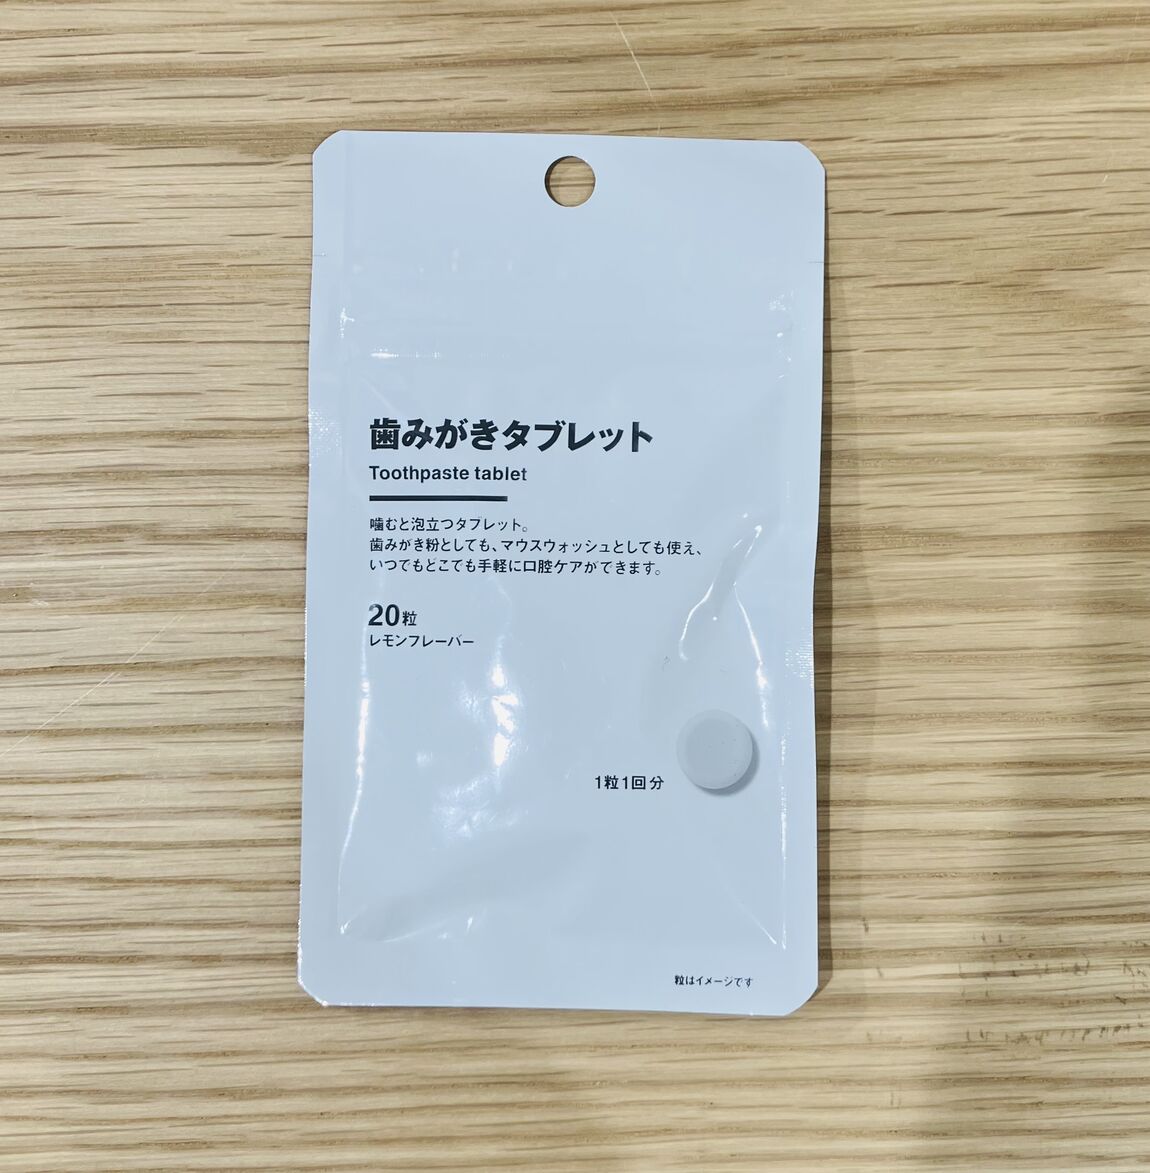 歯みがきタブレット
Toothpaste tablet
噛むと泡立つタブレット。
歯みがき粉としても、マウスウォッシュとしても使え、
いつでもどこでも手軽に口腔ケアができます。
20粒
レモンフレーバー
1粒1回分
粒はイメージです